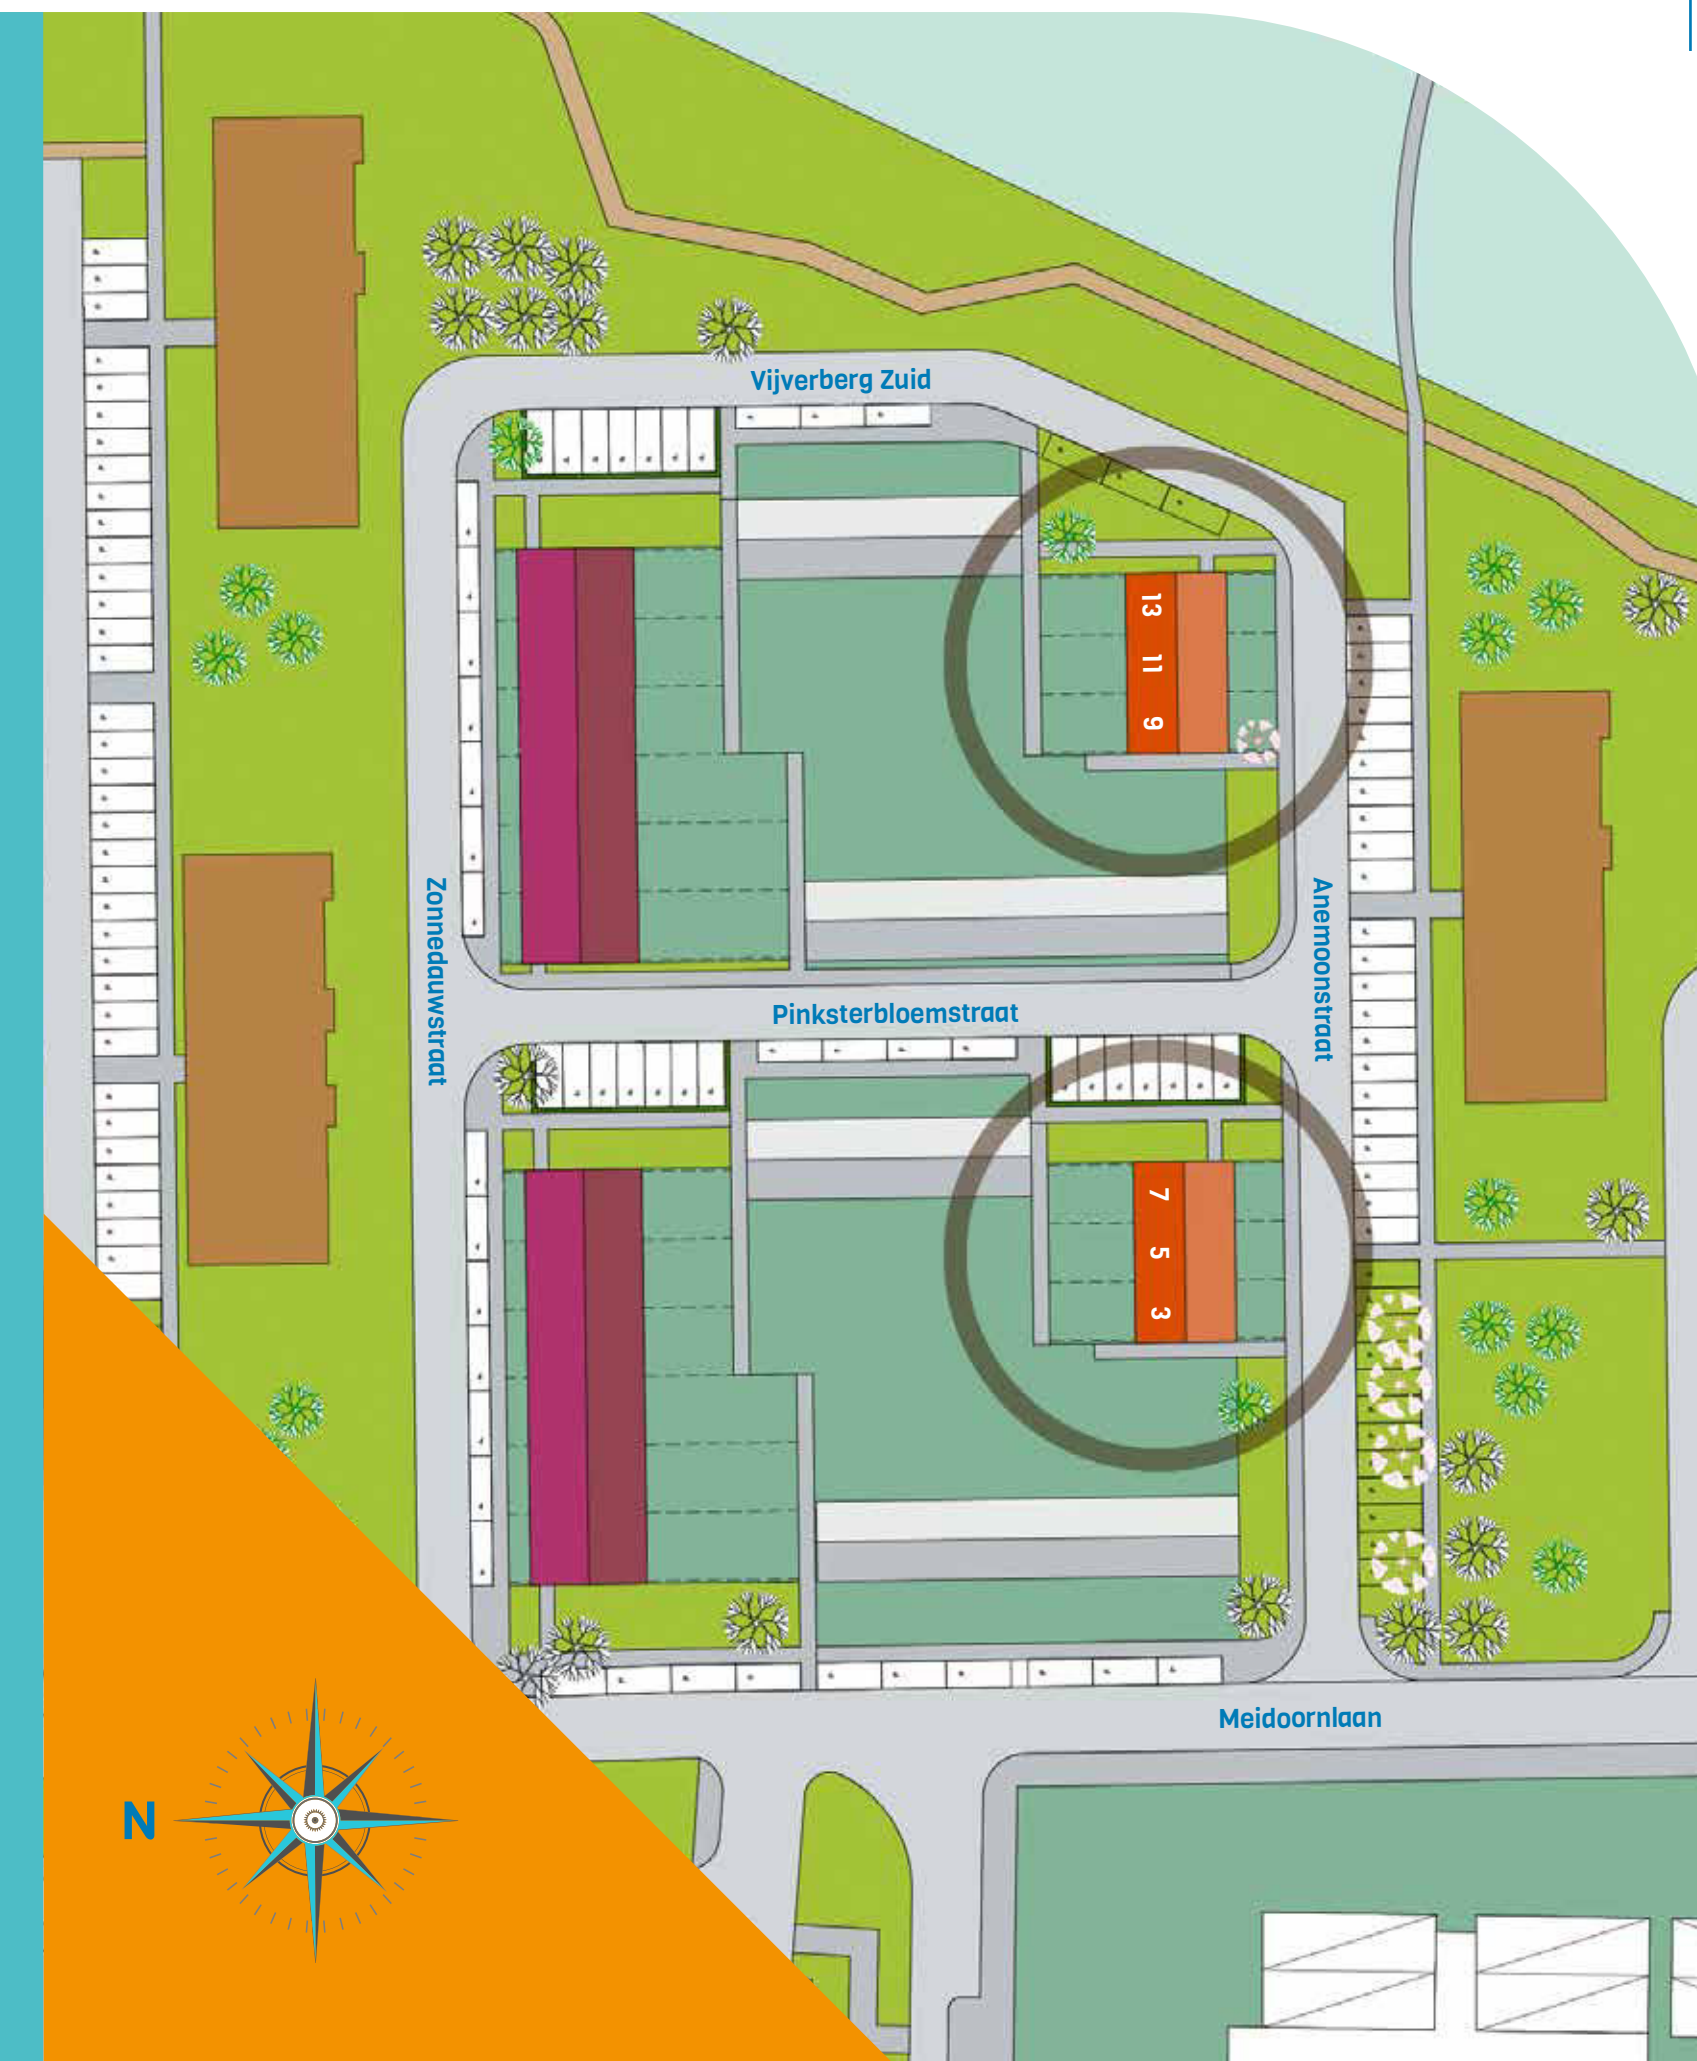 Vijverberg Zuid
13
11
9
Zonnedauwstraat
Anemoonstraat
Pinksterbloemstraat
7
5
3
Meidoornlaan
N